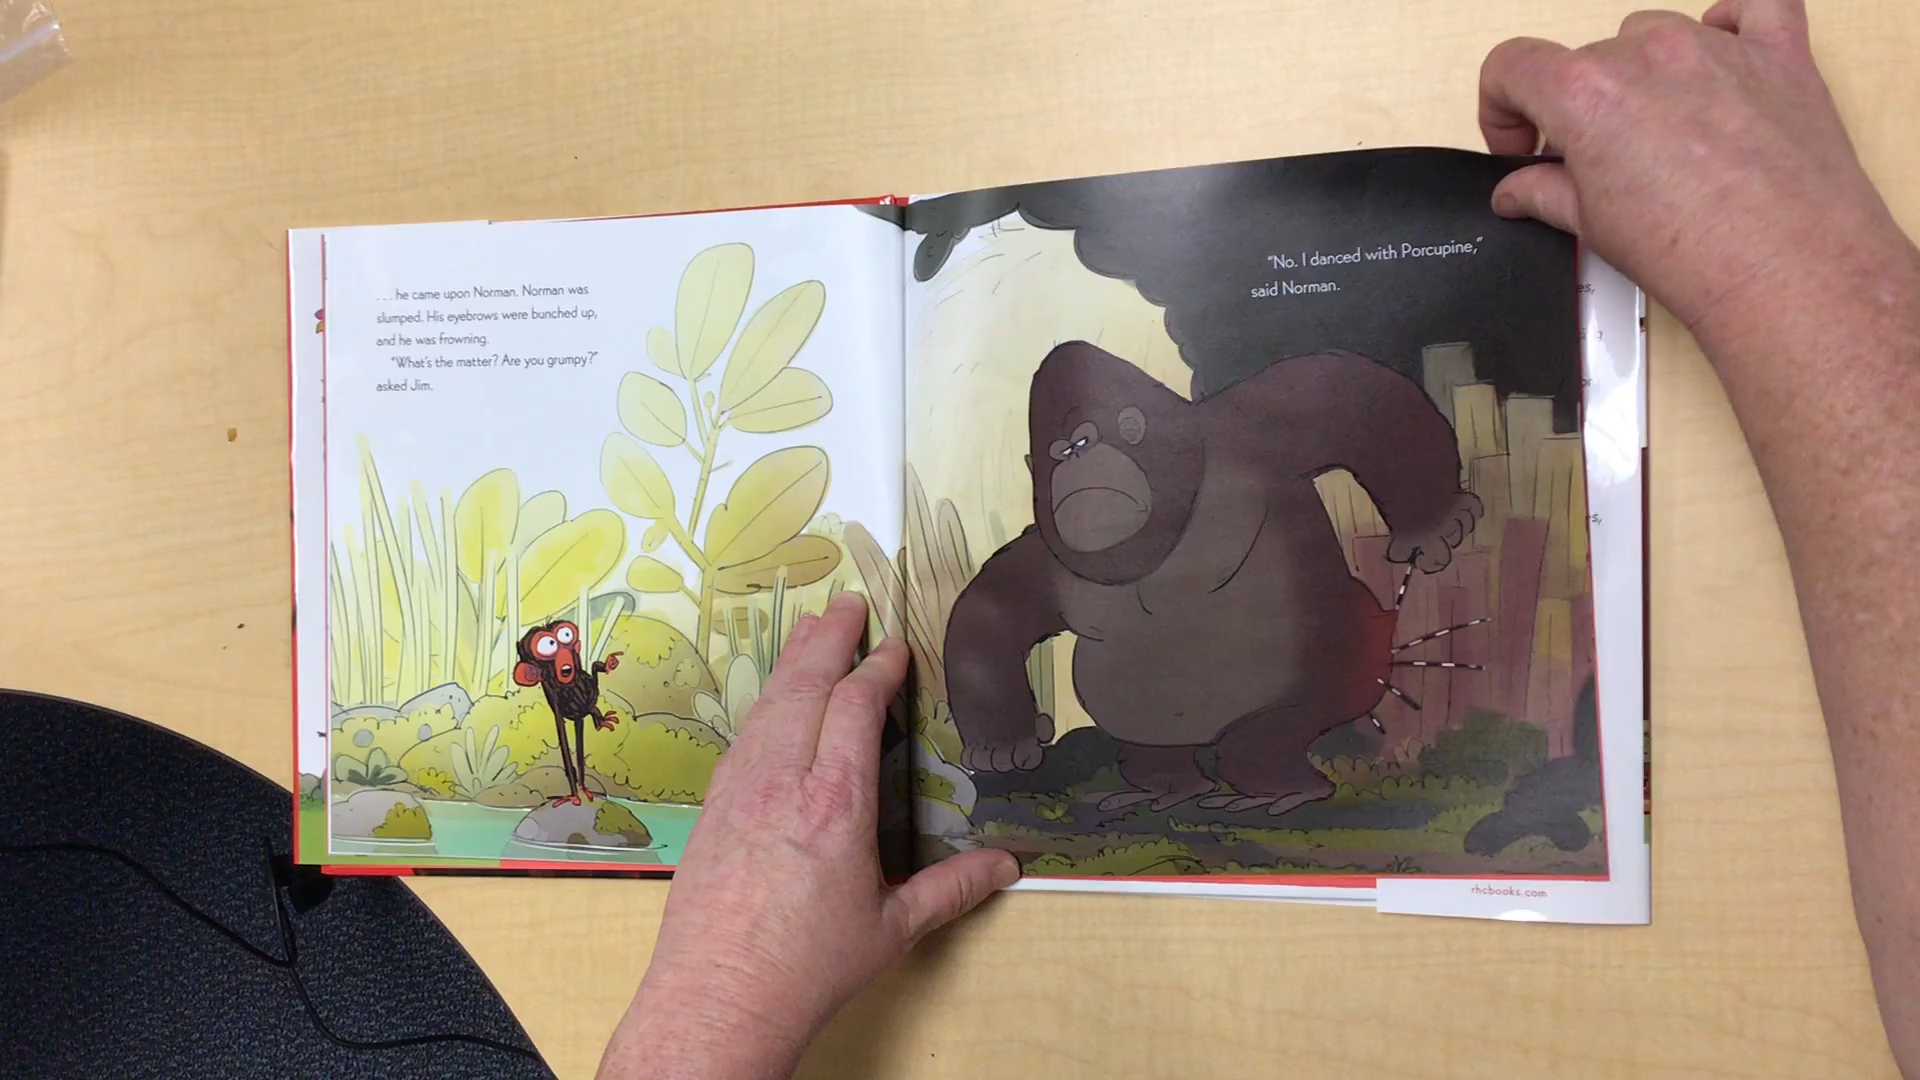 . . . he came upon Norman. Norman was
slumped. His eyebrows were bunched up,
and he was frowning.
“What’s the matter? Are you grumpy?”
asked Jim.
“No. I danced with Porcupine,”
said Norman.
rhcbooks.com